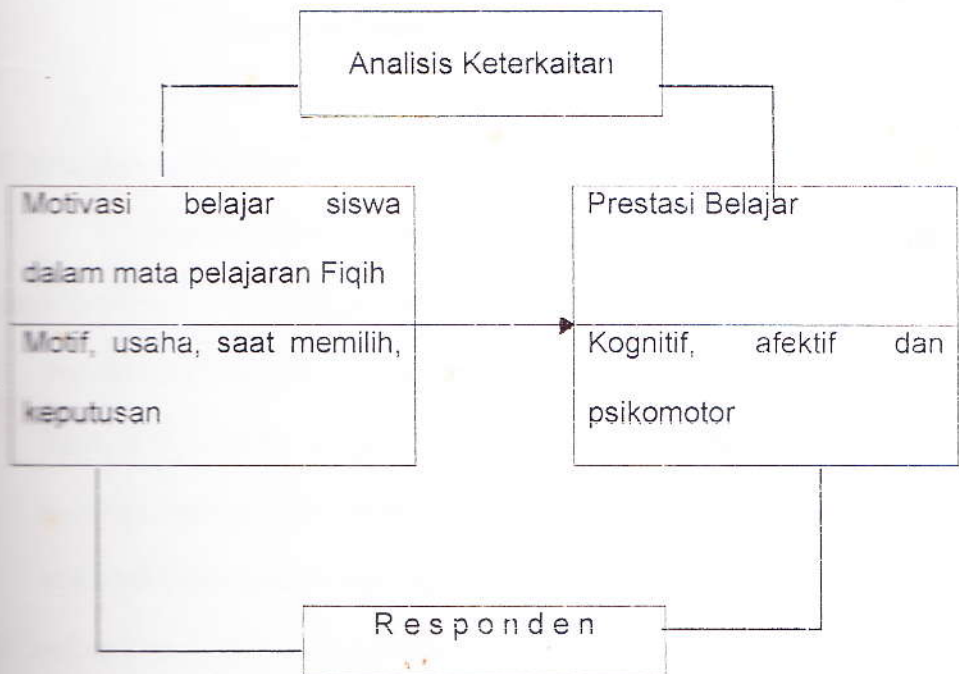 Analisis Keterkaitan
Motivasi belajar siswa
dalam mata pelajaran Fiqih
Motif, usaha, saat memilih,
keputusan
Prestasi Belajar
Kognitif, afektif dan
psikomotor
Responden